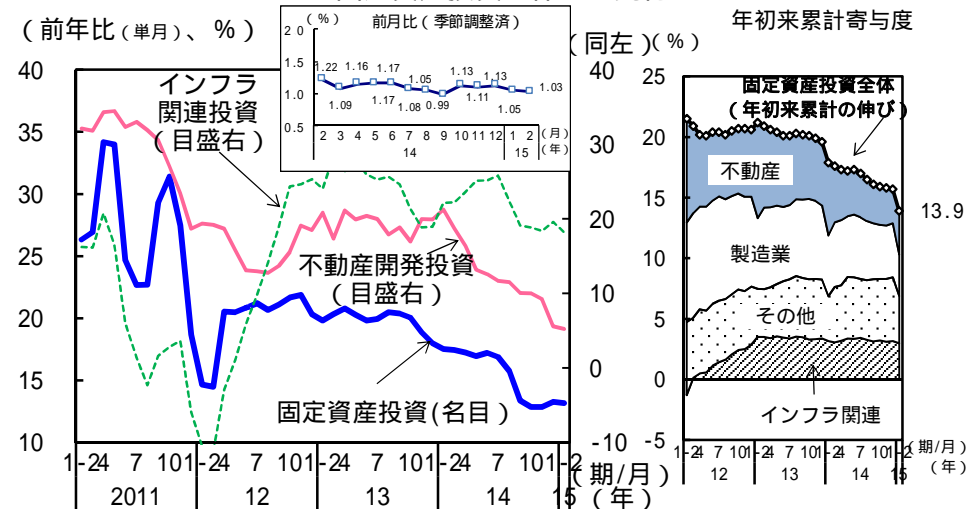 (前年比(単月)、%)
(%)
前月比(季節調整済)
2 0
1.5
1.0
0.5
1.22
1.09
1.16
1.17
1.17
1.08
1.05
0.99
1.13
1.11
1.13
1.05
1.03
2 3 4 5 6 7 8 9 10 11 12 1 2 (月)
14 15 (年)
(同左)(%)
年初来累計寄与度
40
35
30
25
20
15
10
40
30
20
10
0
-10
インフラ
関連投資
(目盛右)
不動産開発投資
(目盛右)
固定資産投資(名目)
1-24 7 101-24 7 101-24 7 101-24 7 101-2
(期/月)
2011 12 13 14 15
(年)
25
20
15
10
5
0
-5
固定資産投資全体
(年初来累計の伸び)
不動産
製造業
その他
インフラ関連
13.9
1-24 7 101-24 7 101-24 7 101-2
(期/月)
12 13 14 15
(年)